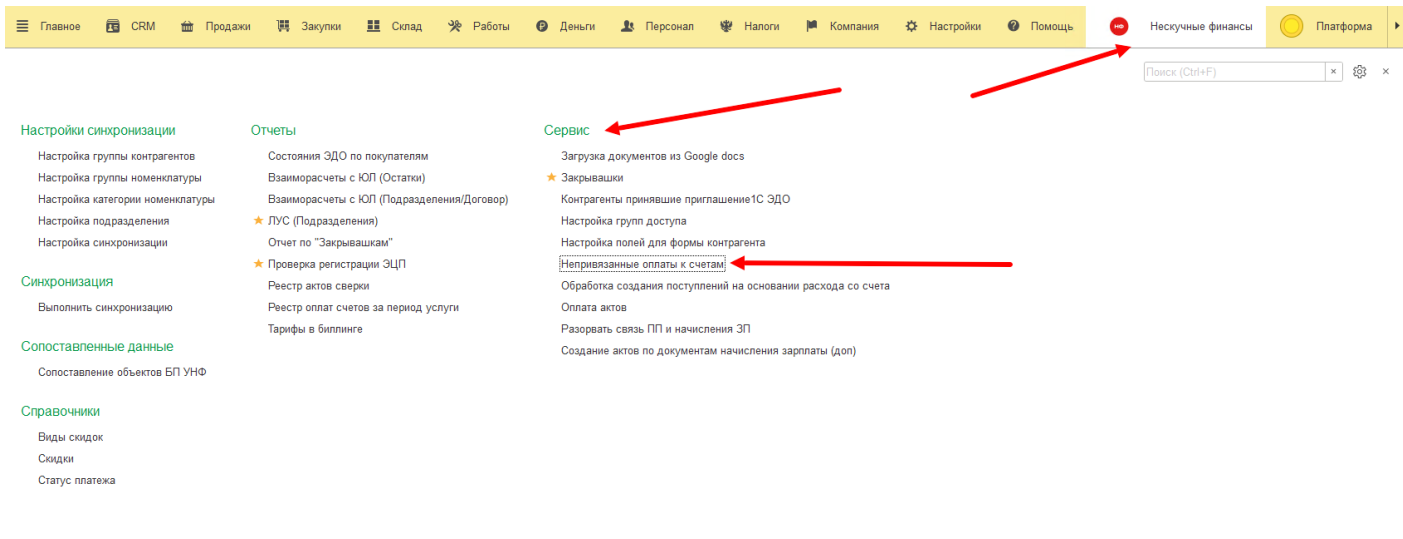 Главное CRM Продажи Закупки Склад Работы Деньги Персонал Налоги Компания Настройки Помощь НФ Нескучные финансы Платформа
Поиск (Ctrl+F)
Настройки синхронизации
Настройка группы контрагентов
Настройка группы номенклатуры
Настройка категории номенклатуры
Настройка подразделения
Настройка синхронизации
Синхронизация
Выполнить синхронизацию
Сопоставленные данные
Сопоставление объектов БП УНФ
Справочники
Виды скидок
Скидки
Статус платежа
Отчеты
Состояния ЭДО по покупателям
Взаиморасчеты с ЮЛ (Остатки)
Взаиморасчеты с ЮЛ (Подразделения/Договор)
ЛУС (Подразделения)
Отчет по "Закрывашкам"
Проверка регистрации ЭЦП
Реестр актов сверки
Реестр оплат счетов за период услуги
Тарифы в биллинге
Сервис
Загрузка документов из Google docs
Закрывашки
Контрагенты принявшие приглашение1С ЭДО
Настройка групп доступа
Настройка полей для формы контрагента
Непривязанные оплаты к счетам
Обработка создания поступлений на основании расхода со счета
Оплата актов
Разорвать связь ПП и начисления ЗП
Создание актов по документам начисления зарплаты (доп)